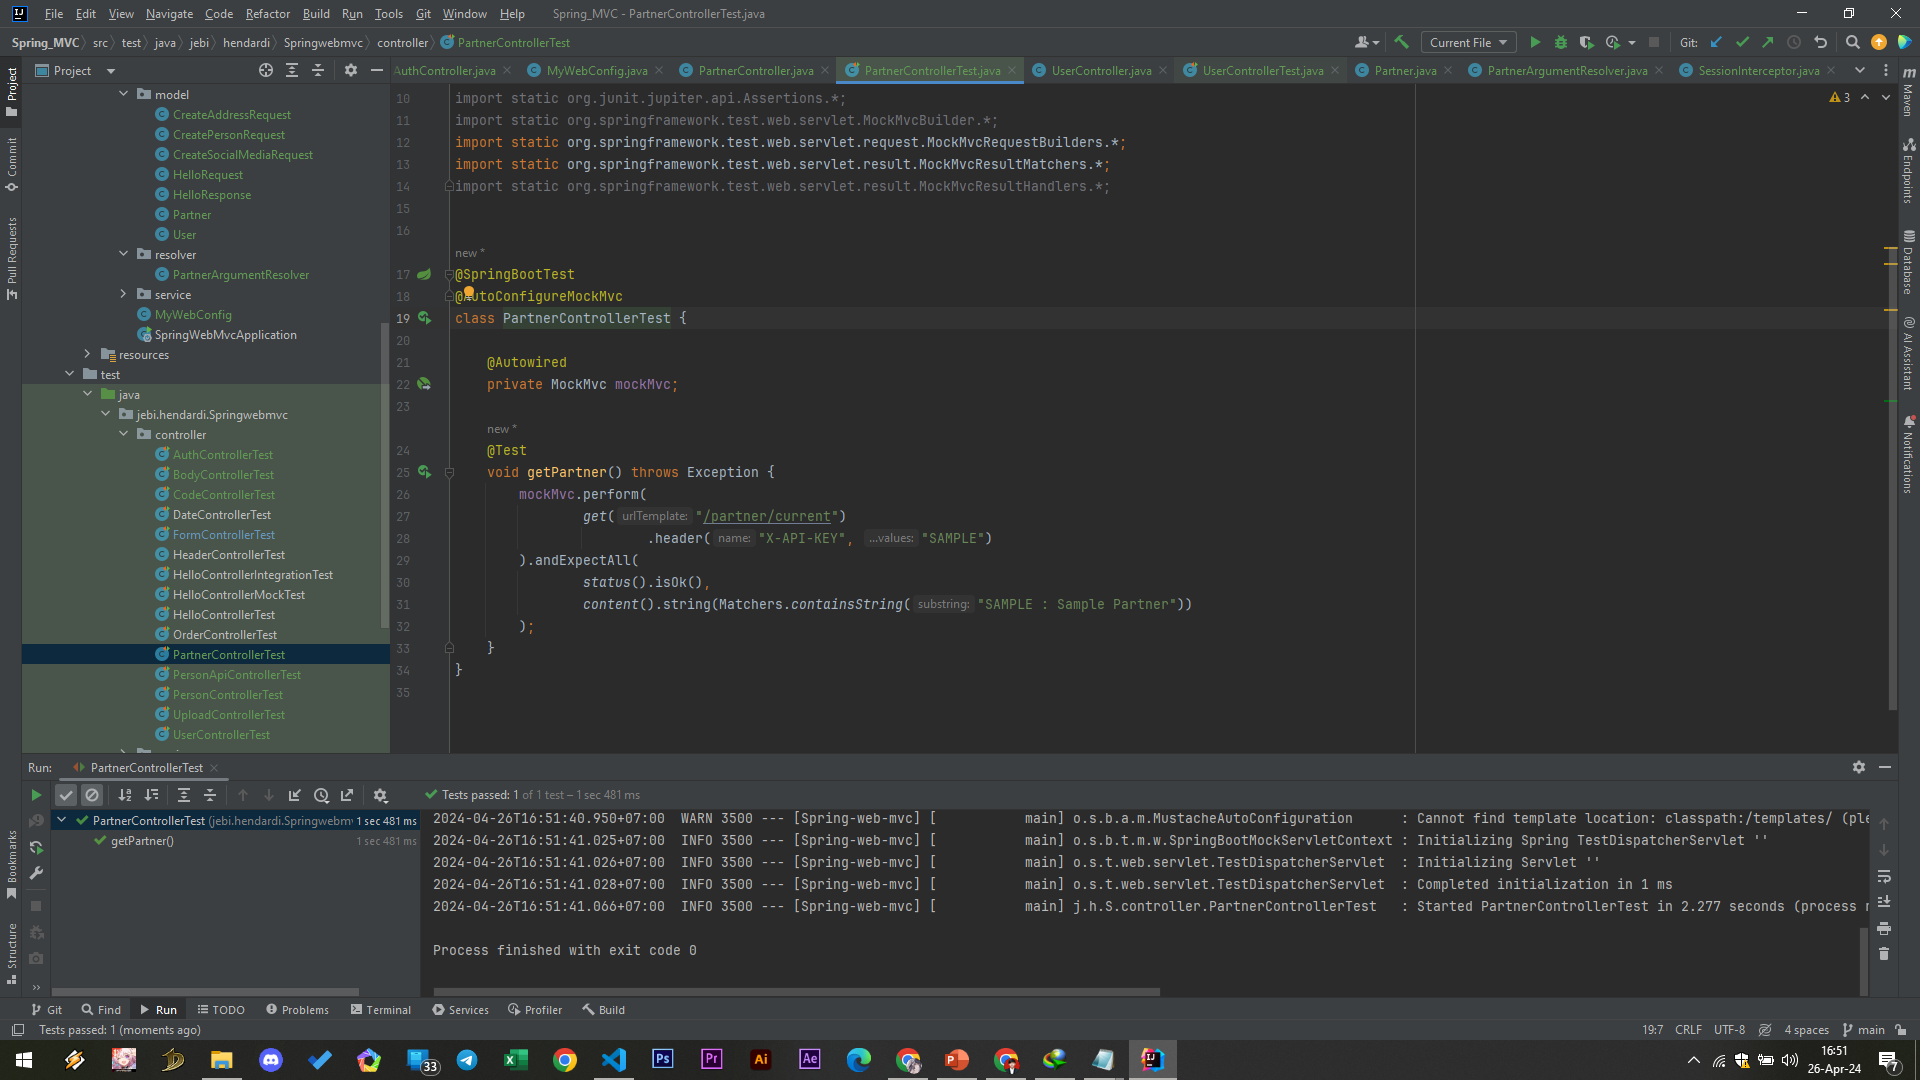 File Edit View Navigate Code Refactor Build Run Tools Git Window Help Spring_MVC - PartnerControllerTest.java
Spring_MVC src test java jebi hendardi Springwebmvc controller PartnerControllerTest
Current File
Git:
Project
AuthController.java MyWebConfig.java PartnerController.java PartnerControllerTest.java UserController.java UserControllerTest.java Partner.java PartnerArgumentResolver.java SessionInterceptor.java
Project
Commit
Pull Requests
Bookmarks
Structure
model
CreateAddressRequest
CreatePersonRequest
CreateSocialMediaRequest
HelloRequest
HelloResponse
Partner
User
resolver
PartnerArgumentResolver
service
MyWebConfig
SpringWebMvcApplication
resources
test
java
jebi.hendardi.Springwebmvc
controller
AuthControllerTest
BodyControllerTest
CodeControllerTest
DateControllerTest
FormControllerTest
HeaderControllerTest
HelloControllerIntegrationTest
HelloControllerMockTest
HelloControllerTest
OrderControllerTest
PartnerControllerTest
PersonApiControllerTest
PersonControllerTest
UploadControllerTest
UserControllerTest
3
10 import static org.junit.jupiter.api.Assertions.*;
11 import static org.springframework.test.web.servlet.MockMvcBuilder.*;
12 import static org.springframework.test.web.servlet.request.MockMvcRequestBuilders.*;
13 import static org.springframework.test.web.servlet.result.MockMvcResultMatchers.*;
14 import static org.springframework.test.web.servlet.result.MockMvcResultHandlers.*;
15
16
new *
17 @SpringBootTest
18 @AutoConfigureMockMvc
19 class PartnerControllerTest {
20
21 @Autowired
22 private MockMvc mockMvc;
23
new *
24 @Test
25 void getPartner() throws Exception {
26 mockMvc.perform(
27 get( urlTemplate: "/partner/current")
28 .header( name: "X-API-KEY", ...values: "SAMPLE")
29 ).andExpectAll(
30 status().isOk(),
31 content().string(Matchers.containsString( substring: "SAMPLE : Sample Partner"))
32 );
33 }
34 }
35
Maven
Endpoints
Database
AI Assistant
Notifications
Run: PartnerControllerTest
Tests passed: 1 of 1 test – 1 sec 481 ms
PartnerControllerTest (jebi.hendardi.Springwebmv 1 sec 481 ms
getPartner() 1 sec 481 ms
2024-04-26T16:51:40.950+07:00 WARN 3500 --- [Spring-web-mvc] [ main] o.s.b.a.m.MustacheAutoConfiguration : Cannot find template location: classpath:/templates/ (ple
2024-04-26T16:51:41.025+07:00 INFO 3500 --- [Spring-web-mvc] [ main] o.s.b.t.m.w.SpringBootMockServletContext : Initializing Spring TestDispatcherServlet ''
2024-04-26T16:51:41.026+07:00 INFO 3500 --- [Spring-web-mvc] [ main] o.s.t.web.servlet.TestDispatcherServlet : Initializing Servlet ''
2024-04-26T16:51:41.028+07:00 INFO 3500 --- [Spring-web-mvc] [ main] o.s.t.web.servlet.TestDispatcherServlet : Completed initialization in 1 ms
2024-04-26T16:51:41.066+07:00 INFO 3500 --- [Spring-web-mvc] [ main] j.h.S.controller.PartnerControllerTest : Started PartnerControllerTest in 2.277 seconds (process r
Process finished with exit code 0
Git Find Run TODO Problems Terminal Services Profiler Build
Tests passed: 1 (moments ago)
19:7 CRLF UTF-8 4 spaces main
33
Ps Pr Ai Ae
16:51
26-Apr-24
7